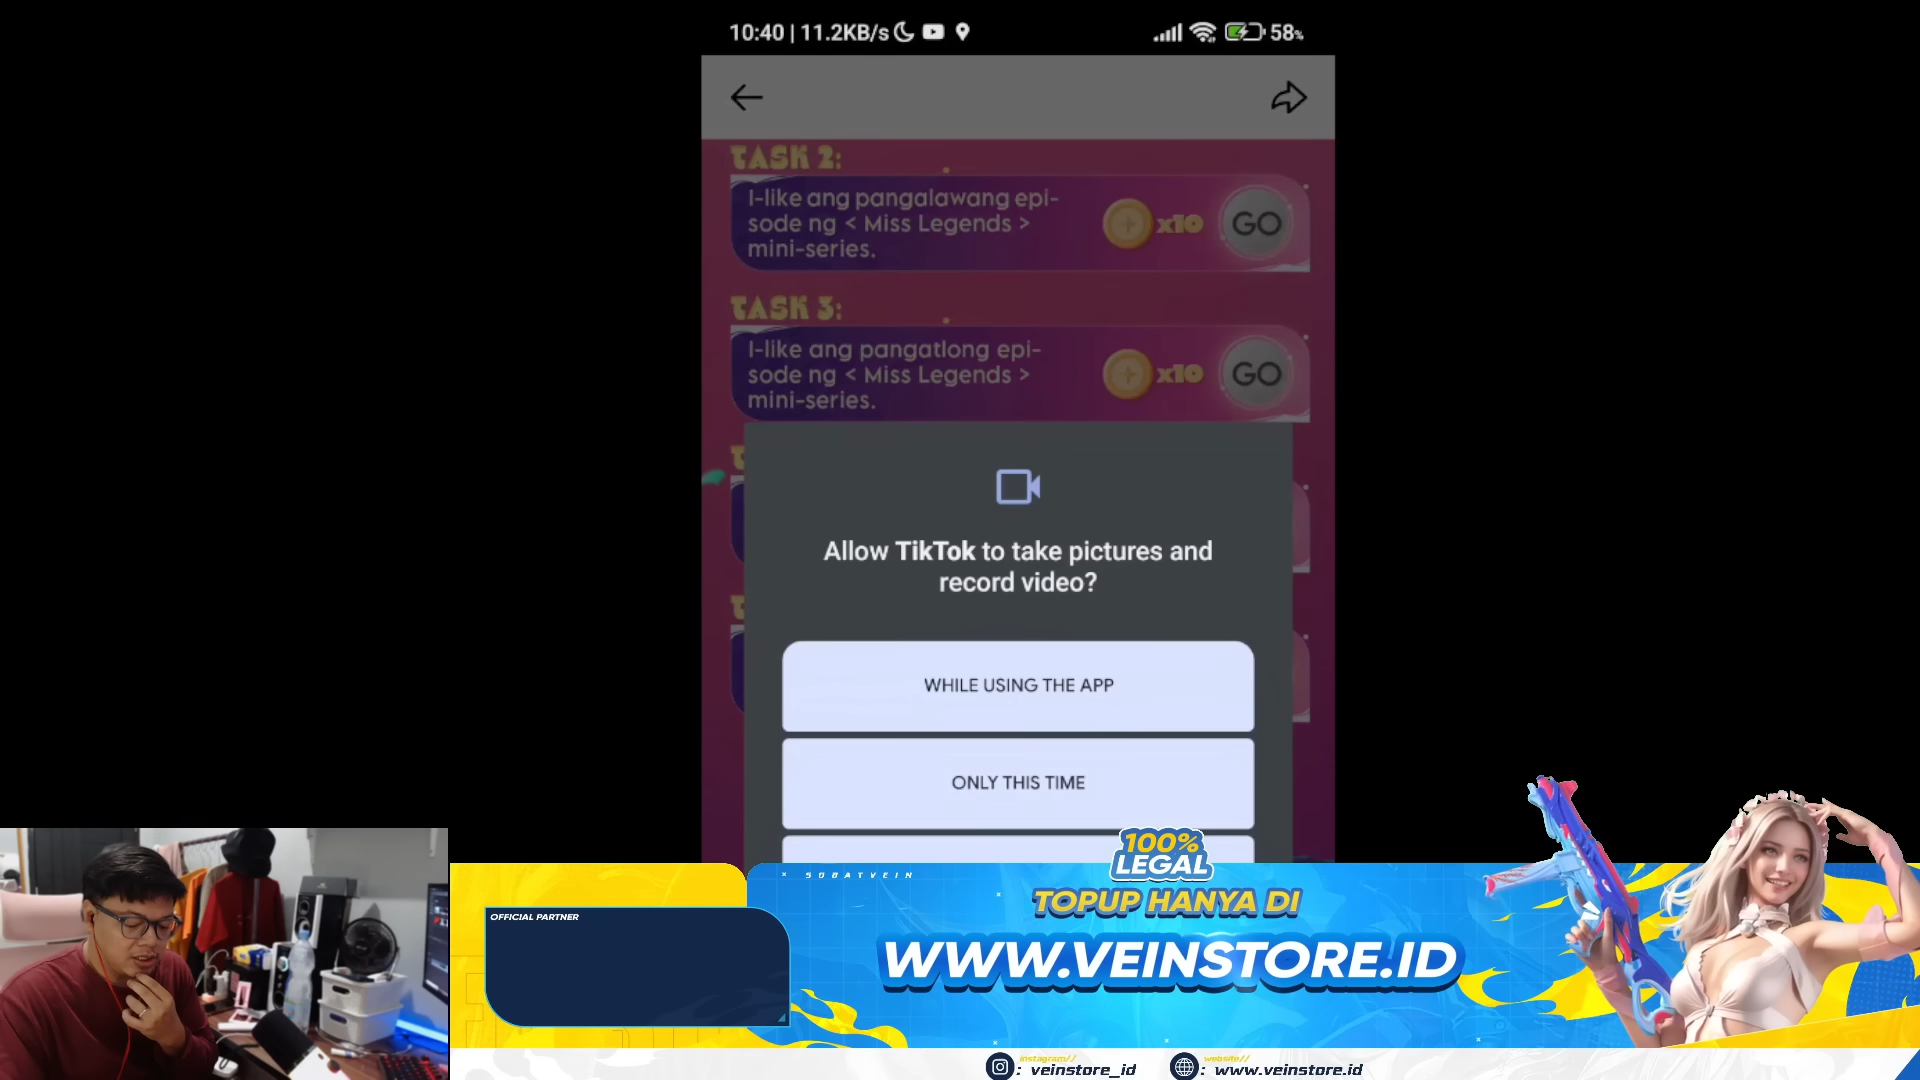 10:40 | 11.2KB/s
58%
TASK 2:
I-like ang pangalawang epi-
sode ng < Miss Legends >
mini-series.
x10
GO
TASK 3:
I-like ang pangatlong epi-
sode ng < Miss Legends >
mini-series.
x10
GO
Allow TikTok to take pictures and
record video?
WHILE USING THE APP
ONLY THIS TIME
100%
LEGAL
SOBATVEIN
TOPUP HANYA DI
OFFICIAL PARTNER
WWW.VEINSTORE.ID
instagram//
: veinstore_id
website//
: www.veinstore.id